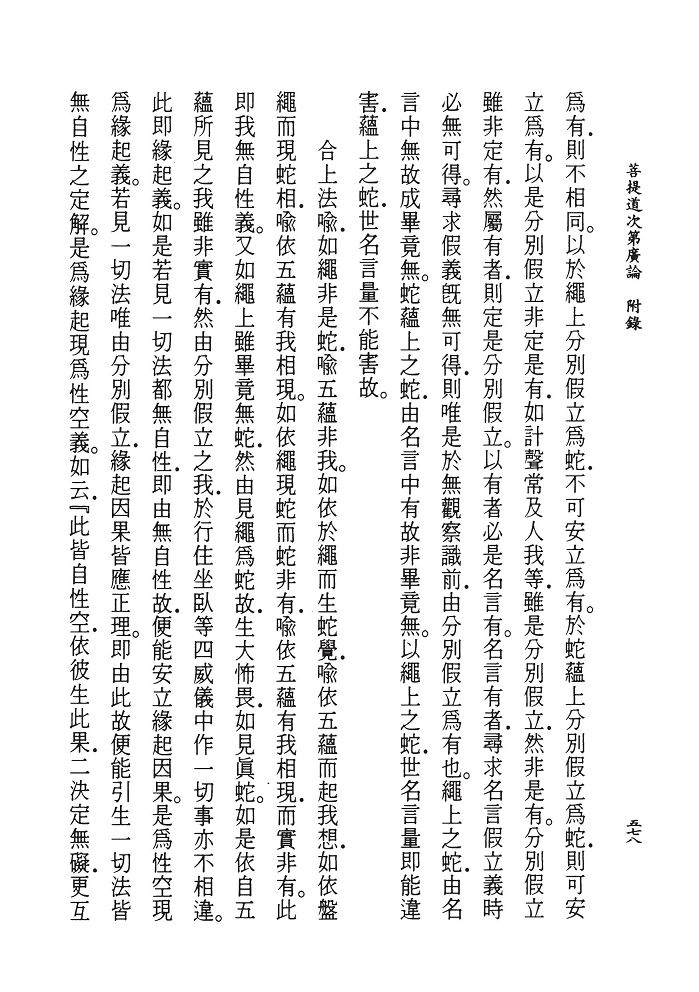 菩提道次第廣論　附錄
五七八
爲有．則不相同。以於繩上分別假立爲蛇．不可安立爲有。於蛇蘊上分別假立爲蛇．則可安
立爲有。以是分別假立非定是有．如計聲常及人我等．雖是分別假立．然非是有。分別假立
雖非定有．然屬有者．則定是分別假立。以有者必是名言有。名言有者．尋求名言假立義時
必無可得。尋求假義旣無可得．則唯是於無觀察識前．由分別假立爲有也。繩上之蛇．由名
言中無故成畢竟無。蛇蘊上之蛇．由名言中有故非畢竟無。以繩上之蛇．世名言量卽能違
害．蘊上之蛇．世名言量不能害故。
合上法喩．如繩非是蛇．喩五蘊非我。如依於繩而生蛇覺．喩依五蘊而起我想．如依盤
繩而現蛇相．喩依五蘊有我相現。如依繩現蛇而蛇非有．喩依五蘊有我相現．而實非有。此
卽我無自性義。又如繩上雖畢竟無蛇．然由見繩爲蛇故．生大怖畏．如見眞蛇。如是依自五
蘊所見之我雖非實有．然由分別假立之我．於行住坐臥等四威儀中作一切事亦不相違。
此卽緣起義。如是若見一切法都無自性．卽由無自性故．便能安立緣起因果。是爲性空現
爲緣起義。若見一切法唯由分別假立．緣起因果皆應正理。卽由此故便能引生一切法皆
無自性之定解。是爲緣起現爲性空義。如云．『此皆自性空．依彼生此果．二決定無礙．更互